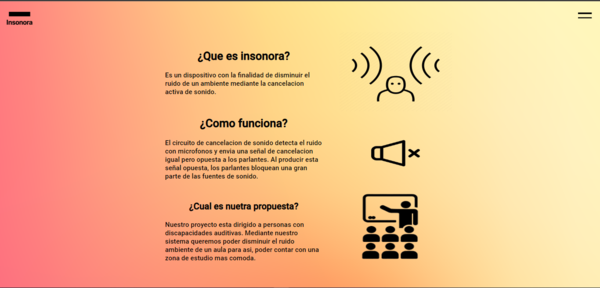 Insonora
¿Que es insonora?
Es un dispositivo con la finalidad de disminuir el
ruido de un ambiente mediante la cancelacion
activa de sonido.
¿Como funciona?
El circuito de cancelacion de sonido detecta el ruido
con microfonos y envia una señal de cancelacion
igual pero opuesta a los parlantes. Al producir esta
señal opuesta, los parlantes bloquean una gran
parte de las fuentes de sonido.
¿Cual es nuetra propuesta?
Nuestro proyecto esta dirigido a personas con
discapacidades auditivas. Mediante nuestro
sistema queremos poder disminuir el ruido
ambiente de un aula para asi, poder contar con una
zona de estudio mas comoda.